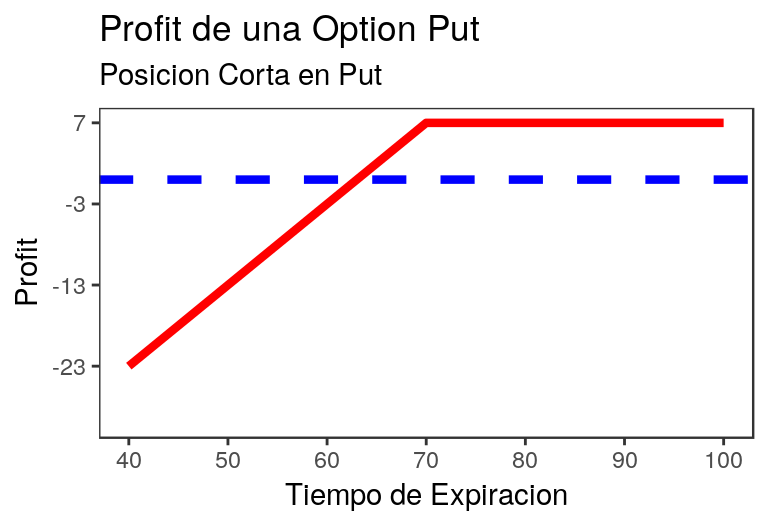 Profit de una Option Put
Posicion Corta en Put
7
-3
-13
-23
Profit
40 50 60 70 80 90 100
Tiempo de Expiracion